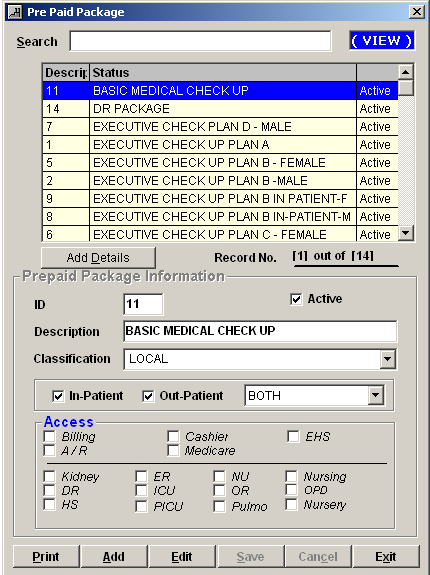 Pre Paid Package
Search ( VIEW )
Descrip Status
11 BASIC MEDICAL CHECK UP Active
14 DR PACKAGE Active
7 EXECUTIVE CHECK PLAN D - MALE Active
1 EXECUTIVE CHECK UP PLAN A Active
5 EXECUTIVE CHECK UP PLAN B - FEMALE Active
2 EXECUTIVE CHECK UP PLAN B -MALE Active
9 EXECUTIVE CHECK UP PLAN B IN PATIENT-F Active
8 EXECUTIVE CHECK UP PLAN B IN-PATIENT-M Active
6 EXECUTIVE CHECK UP PLAN C - FEMALE Active
Add Details Record No. [1] out of [14]
Prepaid Package Information
ID 11 Active
Description BASIC MEDICAL CHECK UP
Classification LOCAL
In-Patient Out-Patient BOTH
Access
Billing Cashier EHS
A / R Medicare
Kidney ER NU Nursing
DR ICU OR OPD
HS PICU Pulmo Nursery
Print Add Edit Save Cancel Exit